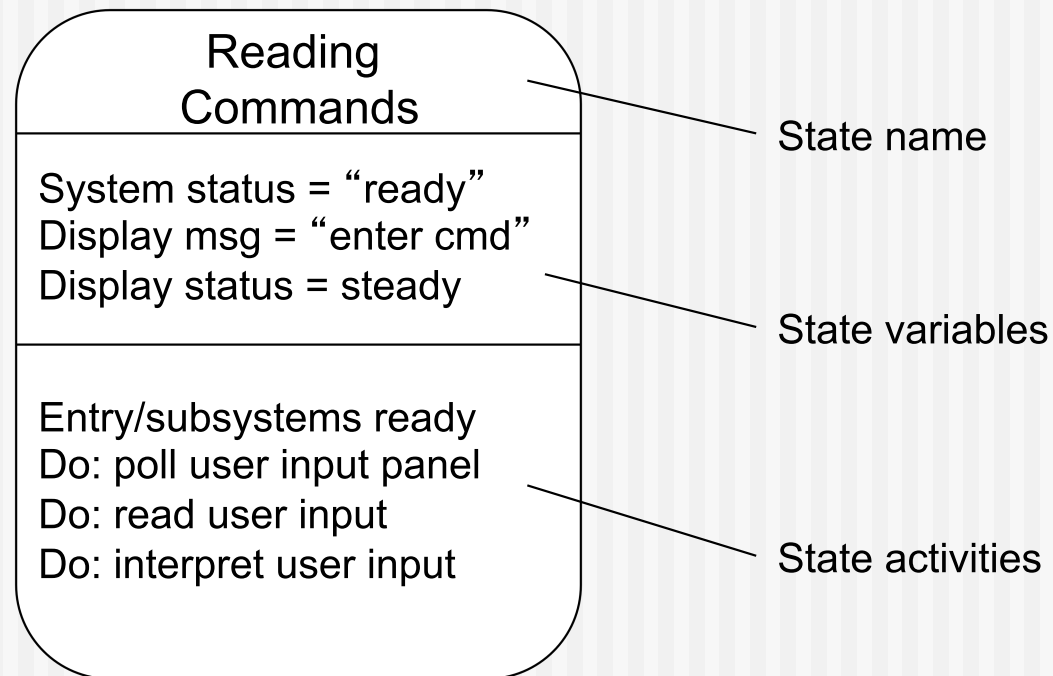 Reading
Commands
State name
System status = “ready”
Display msg = “enter cmd”
Display status = steady
State variables
Entry/subsystems ready
Do: poll user input panel
Do: read user input
Do: interpret user input
State activities